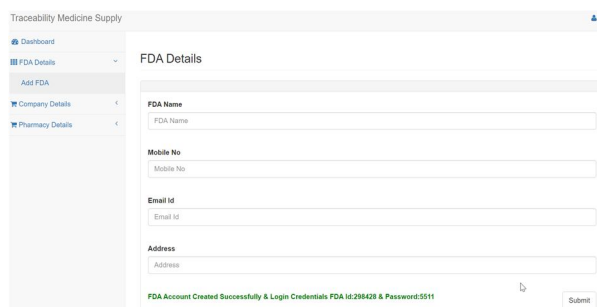 Traceability Medicine Supply
Dashboard
FDA Details
Add FDA
Company Details
Pharmacy Details
FDA Details
FDA Name
FDA Name
Mobile No
Mobile No
Email Id
Email Id
Address
Address
FDA Account Created Successfully & Login Credentials FDA Id:298428 & Password:5511
Submit